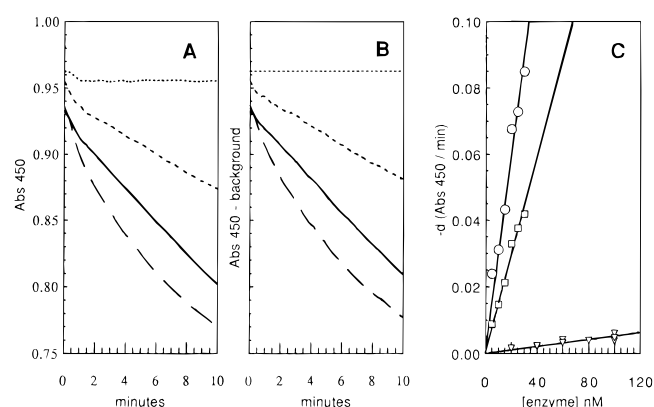 A
B
C
Abs 450
1.00
0.95
0.90
0.85
0.80
0.75
0 2 4 6 8 10
minutes
Abs 450 - background
0 2 4 6 8 10
minutes
-d (Abs 450 / min)
0.10
0.08
0.06
0.04
0.02
0.00
0 40 80 120
[enzyme] nM